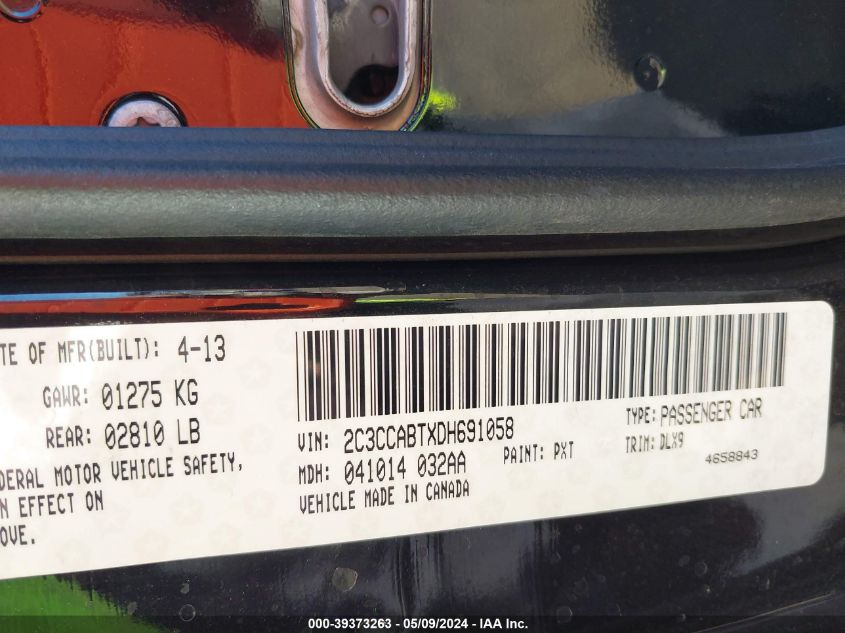 TE OF MFR(BUILT): 4-13
GAWR: 01275 KG
REAR: 02810 LB
DERAL MOTOR VEHICLE SAFETY,
N EFFECT ON
OVE.
VIN: 2C3CCABTXDH691058
MDH: 041014 032AA
VEHICLE MADE IN CANADA
PAINT: PXT
TYPE: PASSENGER CAR
TRIM: DLX9
4658843
000-39373263 - 05/09/2024 - IAA Inc.